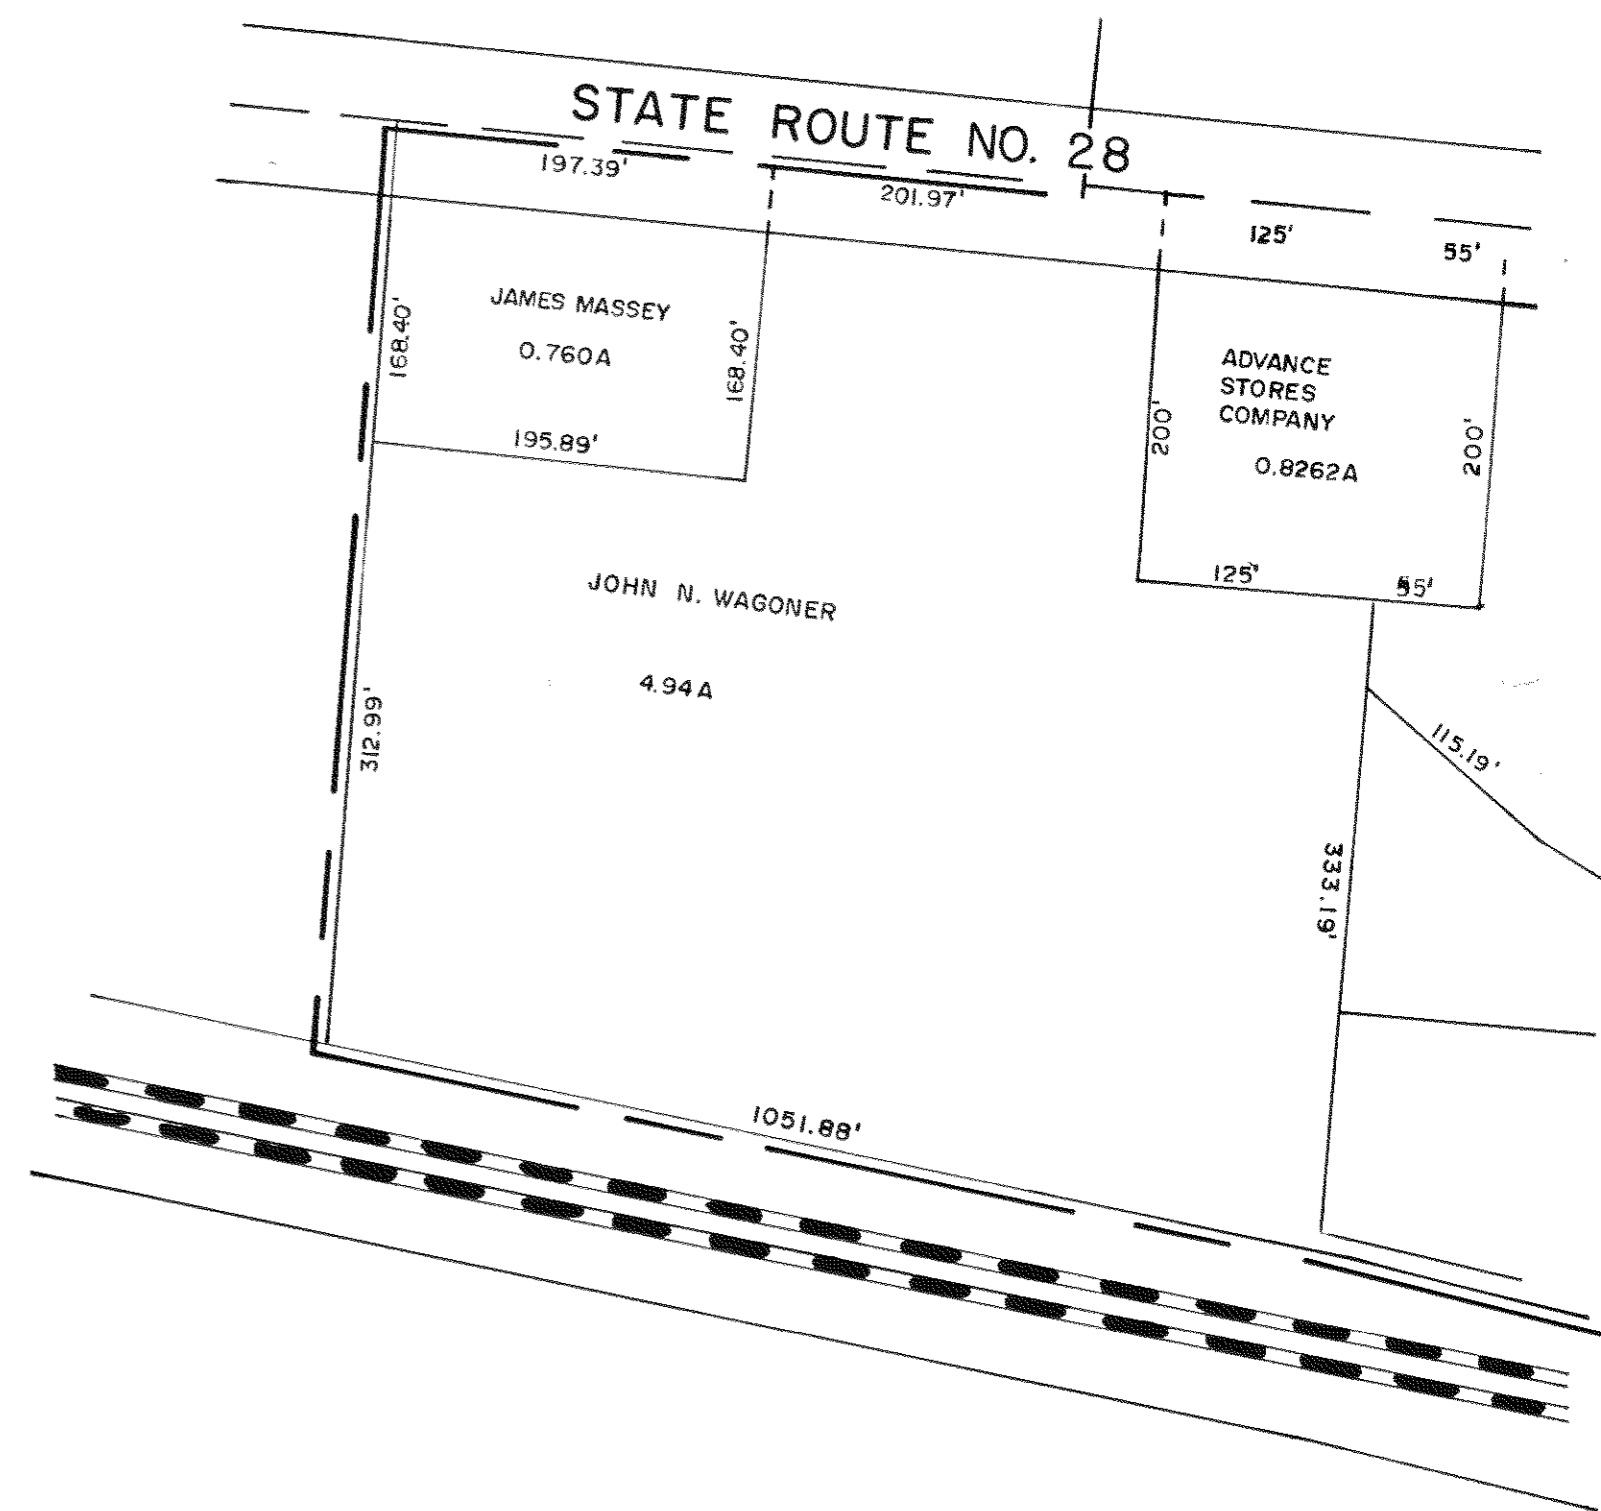 STATE ROUTE NO. 28
197.39'
201.97'
125'
55'
JAMES MASSEY
0.760A
168.40'
168.40'
195.89'
ADVANCE
STORES
COMPANY
0.8262A
200'
200'
125'
55'
JOHN N. WAGONER
4.94A
312.99'
115.19'
333.19'
1051.88'